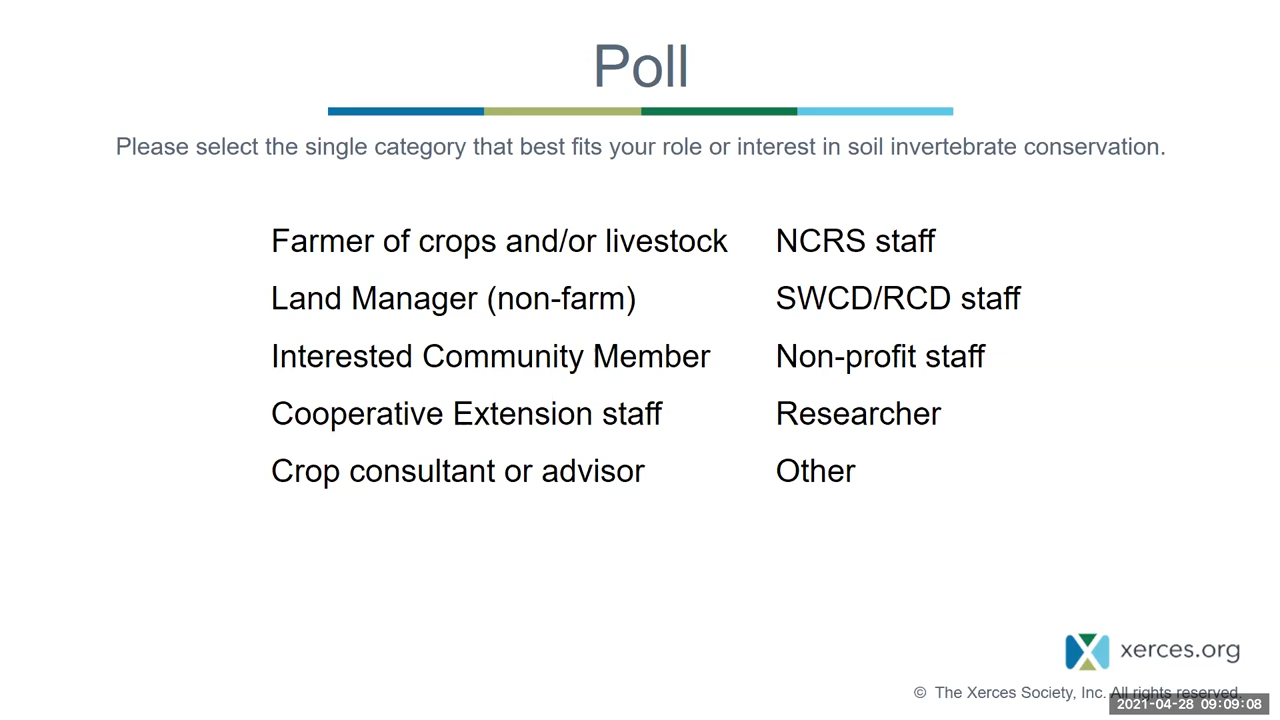 Poll
Please select the single category that best fits your role or interest in soil invertebrate conservation.
Farmer of crops and/or livestock
Land Manager (non-farm)
Interested Community Member
Cooperative Extension staff
Crop consultant or advisor
NCRS staff
SWCD/RCD staff
Non-profit staff
Researcher
Other
xerces.org
© The Xerces Society, Inc. All rights reserved.
2021-04-28 09:09:08